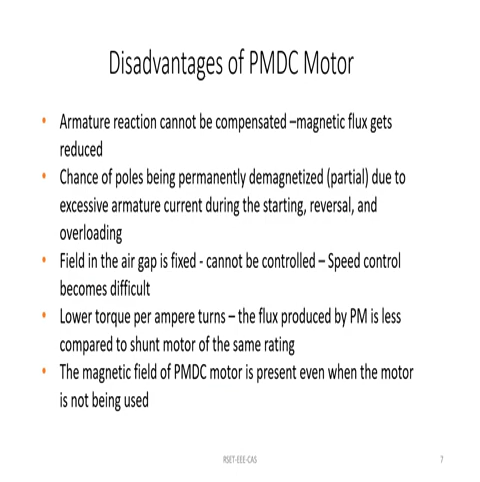 Disadvantages of PMDC Motor
• Armature reaction cannot be compensated –magnetic flux gets
reduced
• Chance of poles being permanently demagnetized (partial) due to
excessive armature current during the starting, reversal, and
overloading
• Field in the air gap is fixed - cannot be controlled – Speed control
becomes difficult
• Lower torque per ampere turns – the flux produced by PM is less
compared to shunt motor of the same rating
• The magnetic field of PMDC motor is present even when the motor
is not being used
RSET-EEE-CAS
7